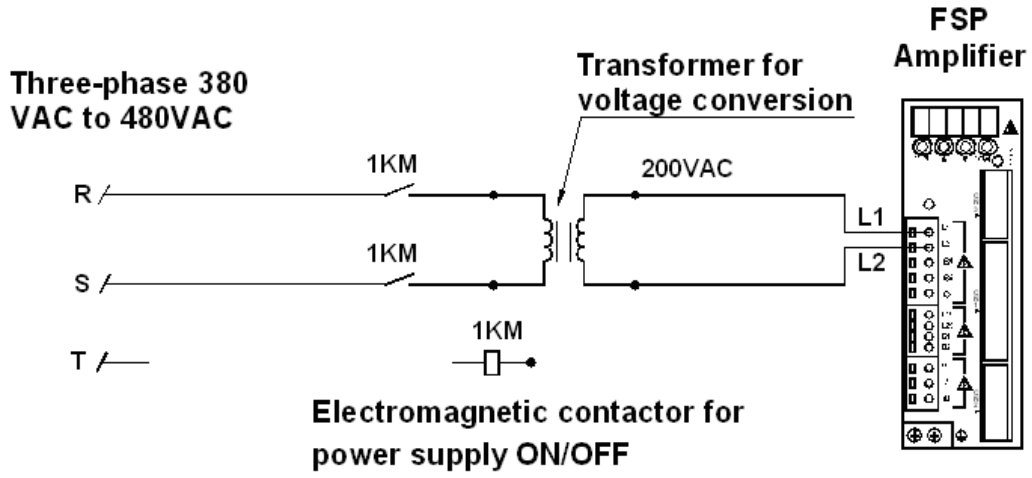 FSP
Amplifier
Transformer for
voltage conversion
Three-phase 380
VAC to 480VAC
1KM
200VAC
R
L1
1KM
L2
S
1KM
T
Electromagnetic contactor for
power supply ON/OFF